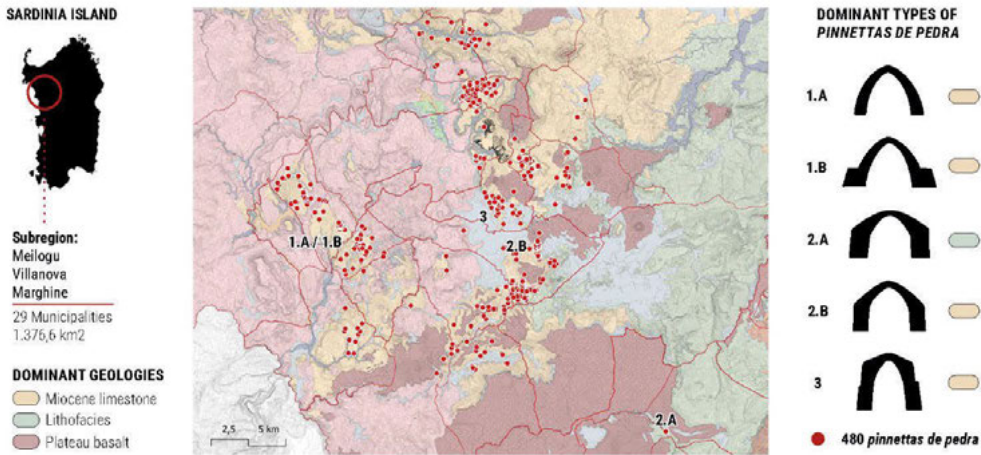 SARDINIA ISLAND
Subregion:
Meilogu
Villanova
Marghine
29 Municipalities
1.376,6 km2
DOMINANT GEOLOGIES
Miocene limestone
Lithofacies
Plateau basalt
1.A / 1.B
3
2.B
2.A
2,5 5 km
DOMINANT TYPES OF
PINNETTAS DE PEDRA
1.A
1.B
2.A
2.B
3
480 pinnettas de pedra